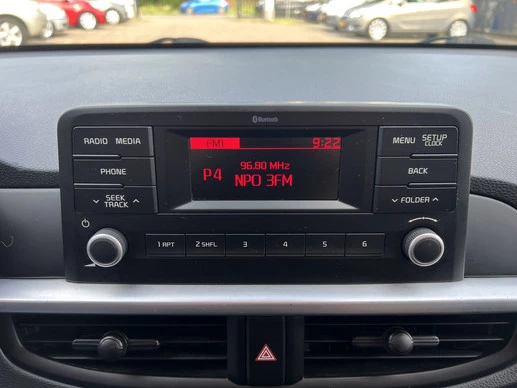 Bluetooth
RADIO MEDIA
PHONE
SEEK
TRACK
FM1 9:22
96.80 MHz
P4 NPO 3FM
MENU SETUP
CLOCK
BACK
FOLDER
1 RPT 2 SHFL 3 4 5 6